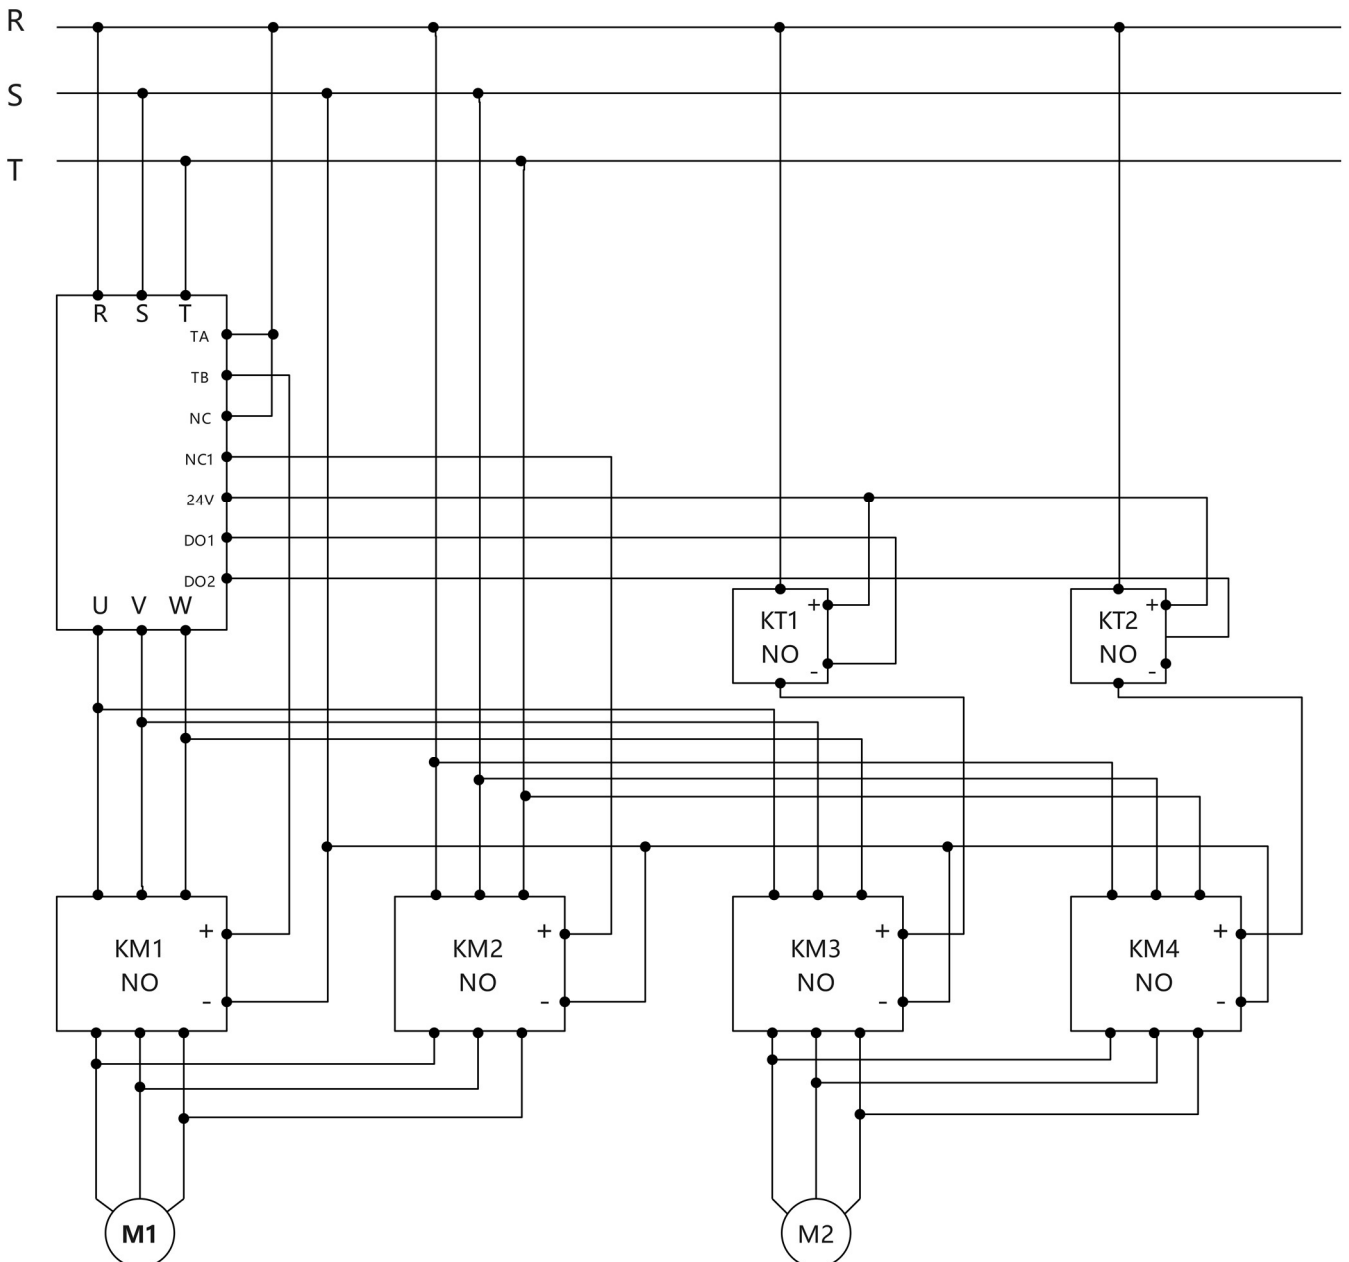 R
S
T
R S T
TA
TB
NC
NC1
24V
DO1
DO2
U V W
+
KT1
NO
-
+
KT2
NO
-
+
KM1
NO
-
+
KM2
NO
-
+
KM3
NO
-
+
KM4
NO
-
M1
M2